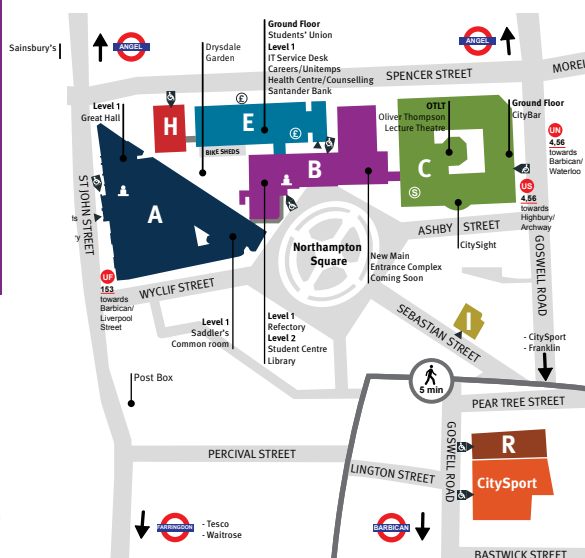 Sainsbury's
ANGEL
Drysdale
Garden
Ground Floor
Students' Union
Level 1
IT Service Desk
Careers/Unitemps
Health Centre/Counselling
Santander Bank
ANGEL
SPENCER STREET
MOREL
Level 1
Great Hall
H
E
£
£
BIKE SHEDS
OTLT
Oliver Thompson
Lecture Theatre
Ground Floor
CityBar
UN
4,56
towards
Barbican/
Waterloo
B
C
S
US
4,56
towards
Highbury/
Archway
ST JOHN STREET
A
ASHBY STREET
CitySight
GOSWELL ROAD
Northampton
Square
New Main
Entrance Complex
Coming Soon
UF
153
towards
Barbican/
Liverpool
Street
WYCLIF STREET
Level 1
Saddler's
Common room
Level 1
Refectory
Level 2
Student Centre
Library
I
SEBASTIAN STREET
- CitySport
- Franklin
Post Box
5 min
PEAR TREE STREET
PERCIVAL STREET
LINGTON STREET
GOSWELL ROAD
R
CitySport
FARRINGDON
- Tesco
- Waitrose
BARBICAN
BASTWICK STREET